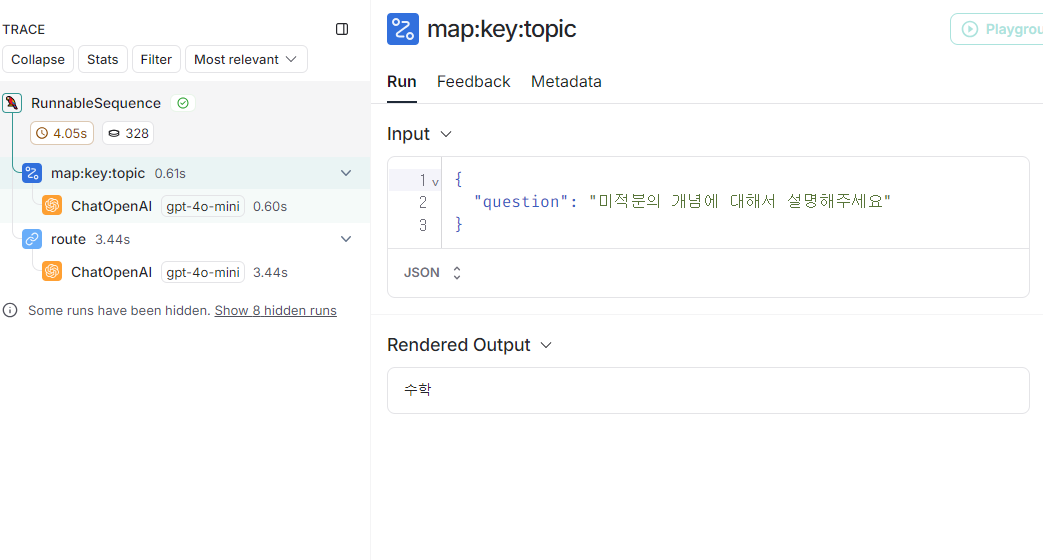 TRACE
Collapse Stats Filter Most relevant
RunnableSequence
4.05s 328
map:key:topic 0.61s
ChatOpenAI gpt-4o-mini 0.60s
route 3.44s
ChatOpenAI gpt-4o-mini 3.44s
Some runs have been hidden. Show 8 hidden runs
map:key:topic
Playgrou
Run Feedback Metadata
Input
1 {
2 "question": "미적분의 개념에 대해서 설명해주세요"
3 }
JSON
Rendered Output
수학